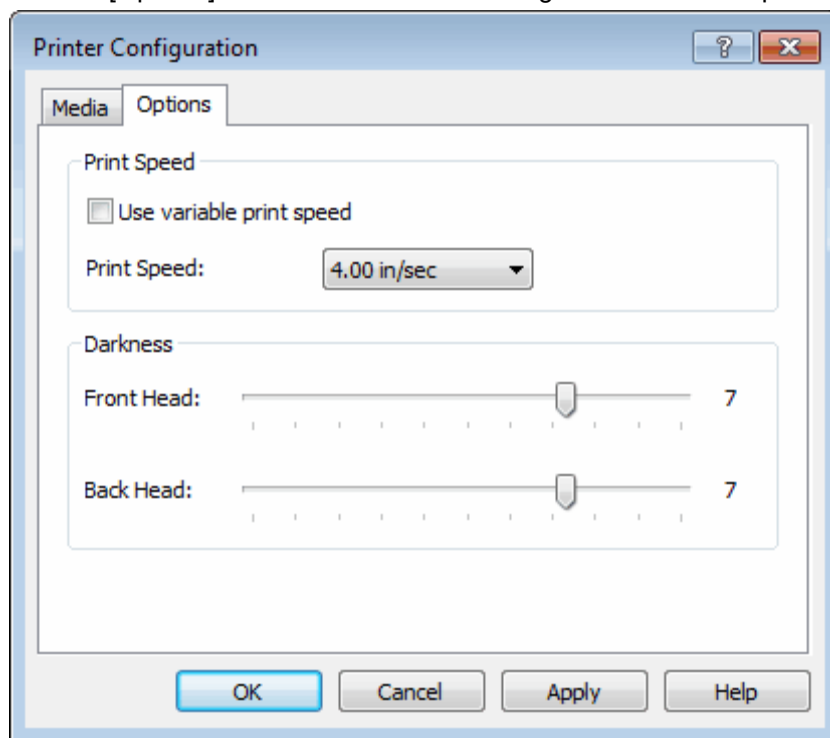 Printer Configuration
Media Options
Print Speed
Use variable print speed
Print Speed: 4.00 in/sec
Darkness
Front Head: 7
Back Head: 7
OK Cancel Apply Help